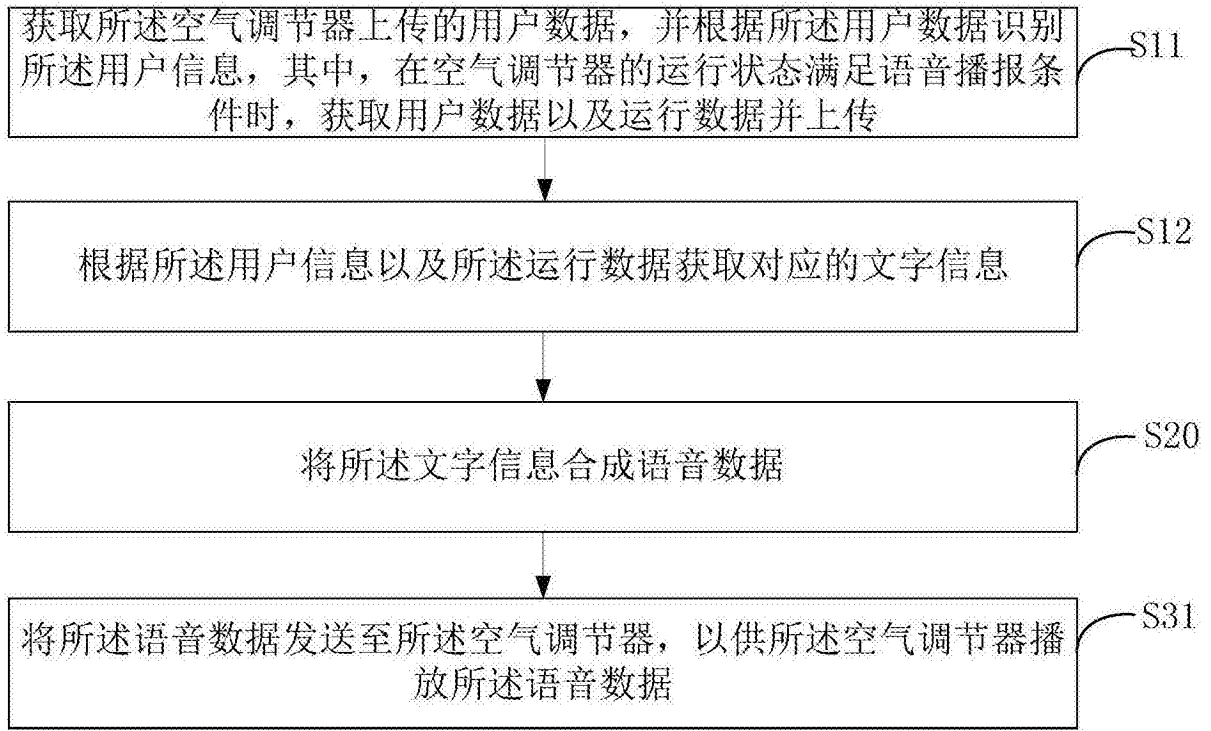 获取所述空气调节器上传的用户数据，并根据所述用户数据识别
所述用户信息，其中，在空气调节器的运行状态满足语音播报条
件时，获取用户数据以及运行数据并上传
S11
根据所述用户信息以及所述运行数据获取对应的文字信息
S12
将所述文字信息合成语音数据
S20
将所述语音数据发送至所述空气调节器，以供所述空气调节器播
放所述语音数据
S31